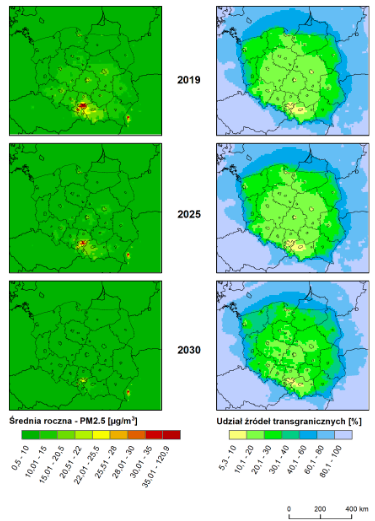 2019
2025
2030
Średnia roczna - PM2.5 [µg/m³]
0,5 - 10
10,01 - 15
15,01 - 20,5
20,51 - 22
22,01 - 25,5
25,51 - 28
28,01 - 30
30,01 - 35
35,01 - 120,9
Udział źródeł transgranicznych [%]
5,3 - 10
10,1 - 20
20,1 - 30
30,1 - 40
40,1 - 60
60,1 - 80
80,1 - 100
0 200 400 km